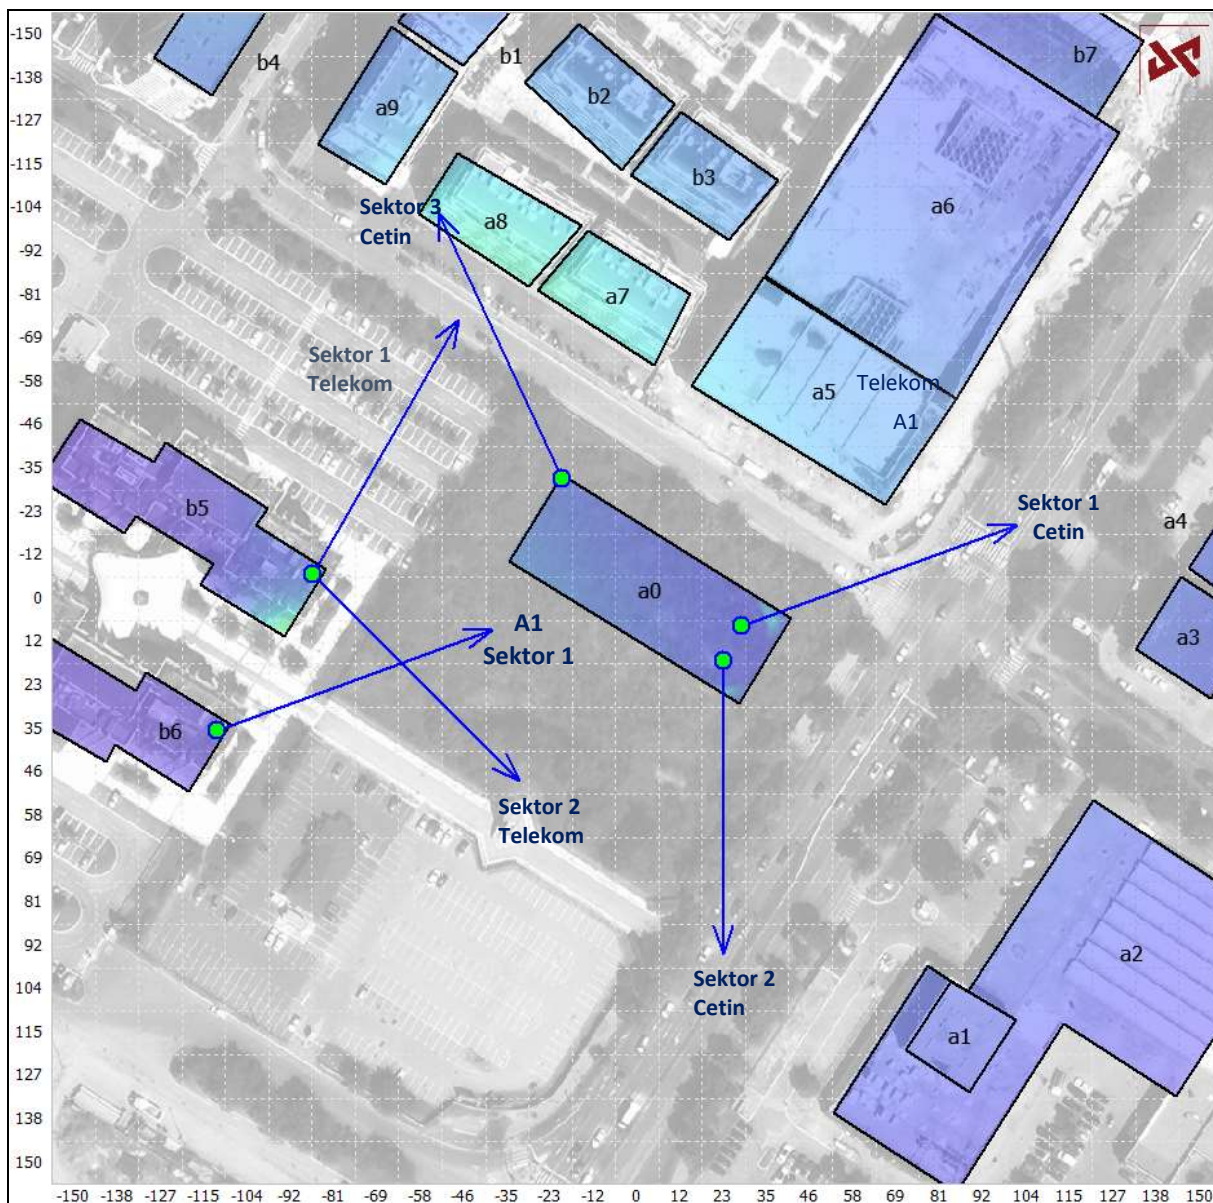 -150
b4
b1
b7
-138
a9
b2
-127
-115
b3
-104
Sektor 3
Cetin
a8
a6
-92
-81
a7
-69
Sektor 1
Telekom
-58
a5
Telekom
A1
-46
-35
b5
Sektor 1
Cetin
a4
-23
-12
a0
0
A1
Sektor 1
12
a3
23
b6
35
46
Sektor 2
Telekom
58
69
81
92
a2
Sektor 2
Cetin
104
a1
115
127
138
150
-150 -138 -127 -115 -104 -92 -81 -69 -58 -46 -35 -23 -12 0 12 23 35 46 58 69 81 92 104 115 127 138 150